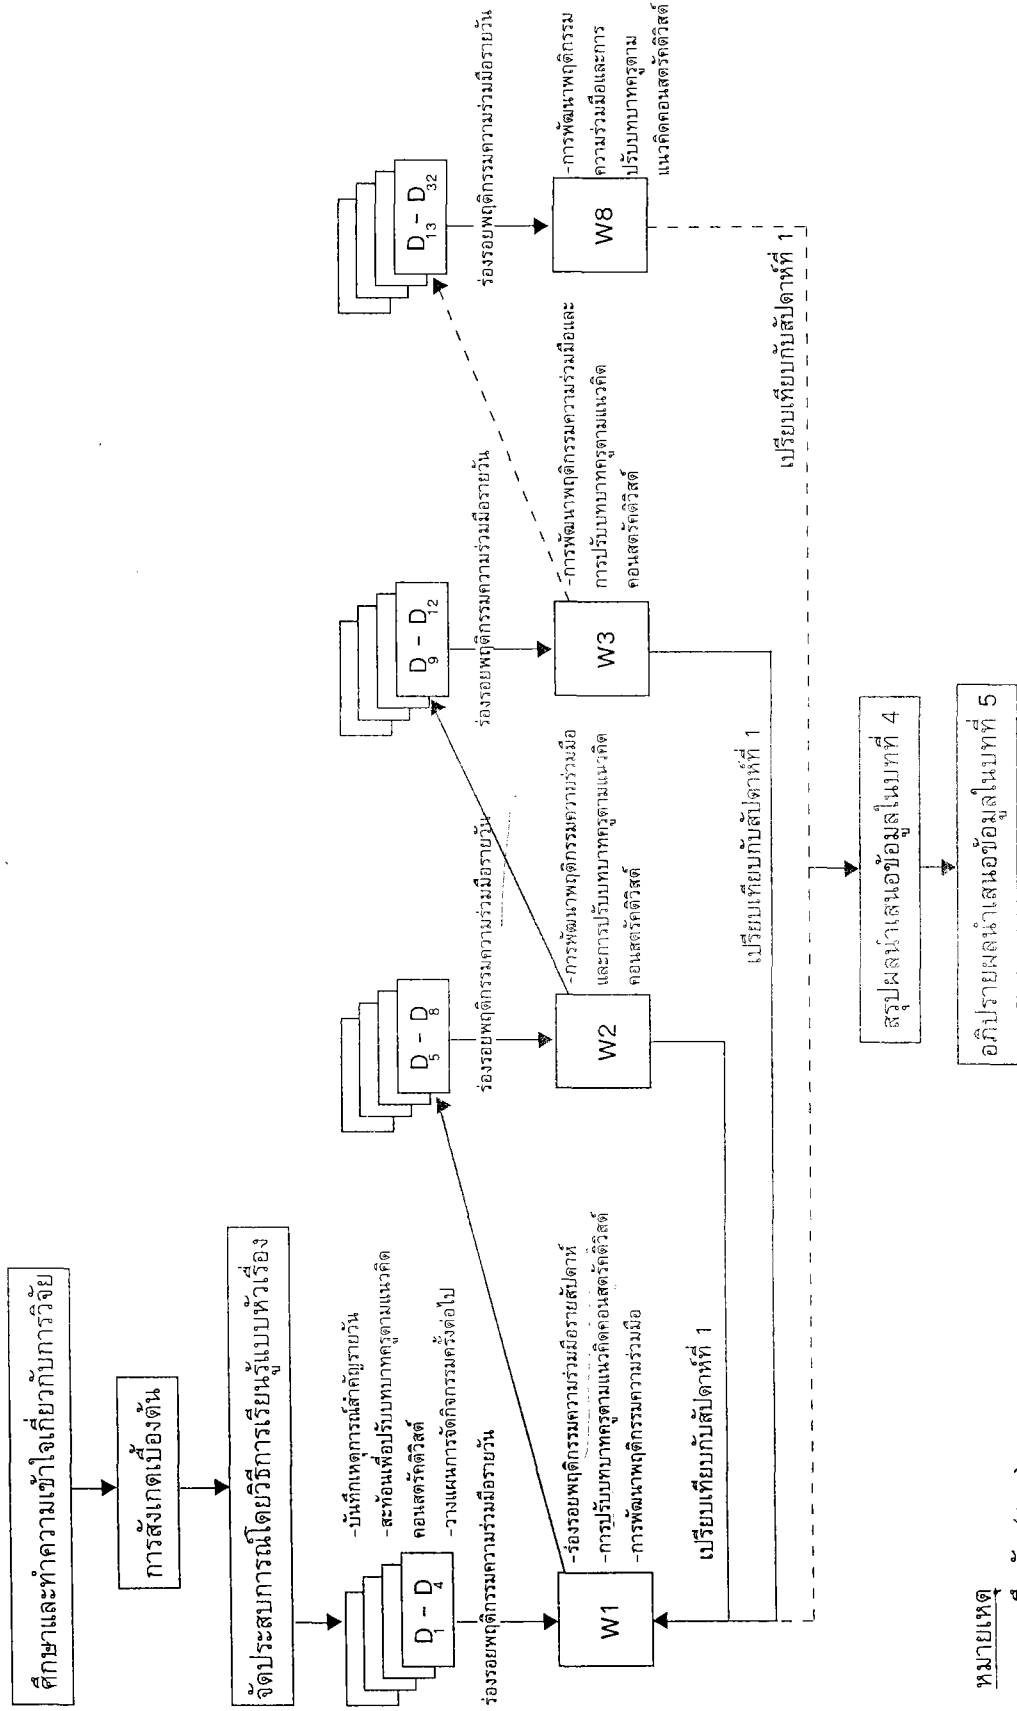 ศึกษาและทำความเข้าใจเกี่ยวกับการวิจัย
การสังเกตเบื้องต้น
จัดประสบการณ์โดยวิธีการเรียนรู้แบบหัวเรื่อง
-บันทึกเหตุการณ์สำคัญรายวัน
-สะท้อนเพื่อปรับบทบาทครูตามแนวคิด
คอนสตรัคติวิสต์
-วางแผนการจัดกิจกรรมครั้งต่อไป
D1 - D4
ร่องรอยพฤติกรรมความร่วมมือรายวัน
W1
-ร่องรอยพฤติกรรมความร่วมมือรายสัปดาห์
-การปรับบทบาทครูตามแนวคิดคอนสตรัคติวิสต์
-การพัฒนาพฤติกรรมความร่วมมือ
เปรียบเทียบกับสัปดาห์ที่ 1
D5 - D8
ร่องรอยพฤติกรรมความร่วมมือรายวัน
W2
-การพัฒนาพฤติกรรมความร่วมมือ
และการปรับบทบาทครูตามแนวคิด
คอนสตรัคติวิสต์
เปรียบเทียบกับสัปดาห์ที่ 1
D9 - D12
ร่องรอยพฤติกรรมความร่วมมือรายวัน
W3
-การพัฒนาพฤติกรรมความร่วมมือและ
การปรับบทบาทครูตามแนวคิด
คอนสตรัคติวิสต์
D13 - D32
ร่องรอยพฤติกรรมความร่วมมือรายวัน
W8
-การพัฒนาพฤติกรรม
ความร่วมมือและการ
ปรับบทบาทครูตาม
แนวคิดคอนสตรัคติวิสต์
เปรียบเทียบกับสัปดาห์ที่ 1
สรุปผลนำเสนอข้อมูลในบทที่ 4
อภิปรายผลนำเสนอข้อมูลในบทที่ 5
หมายเหตุ